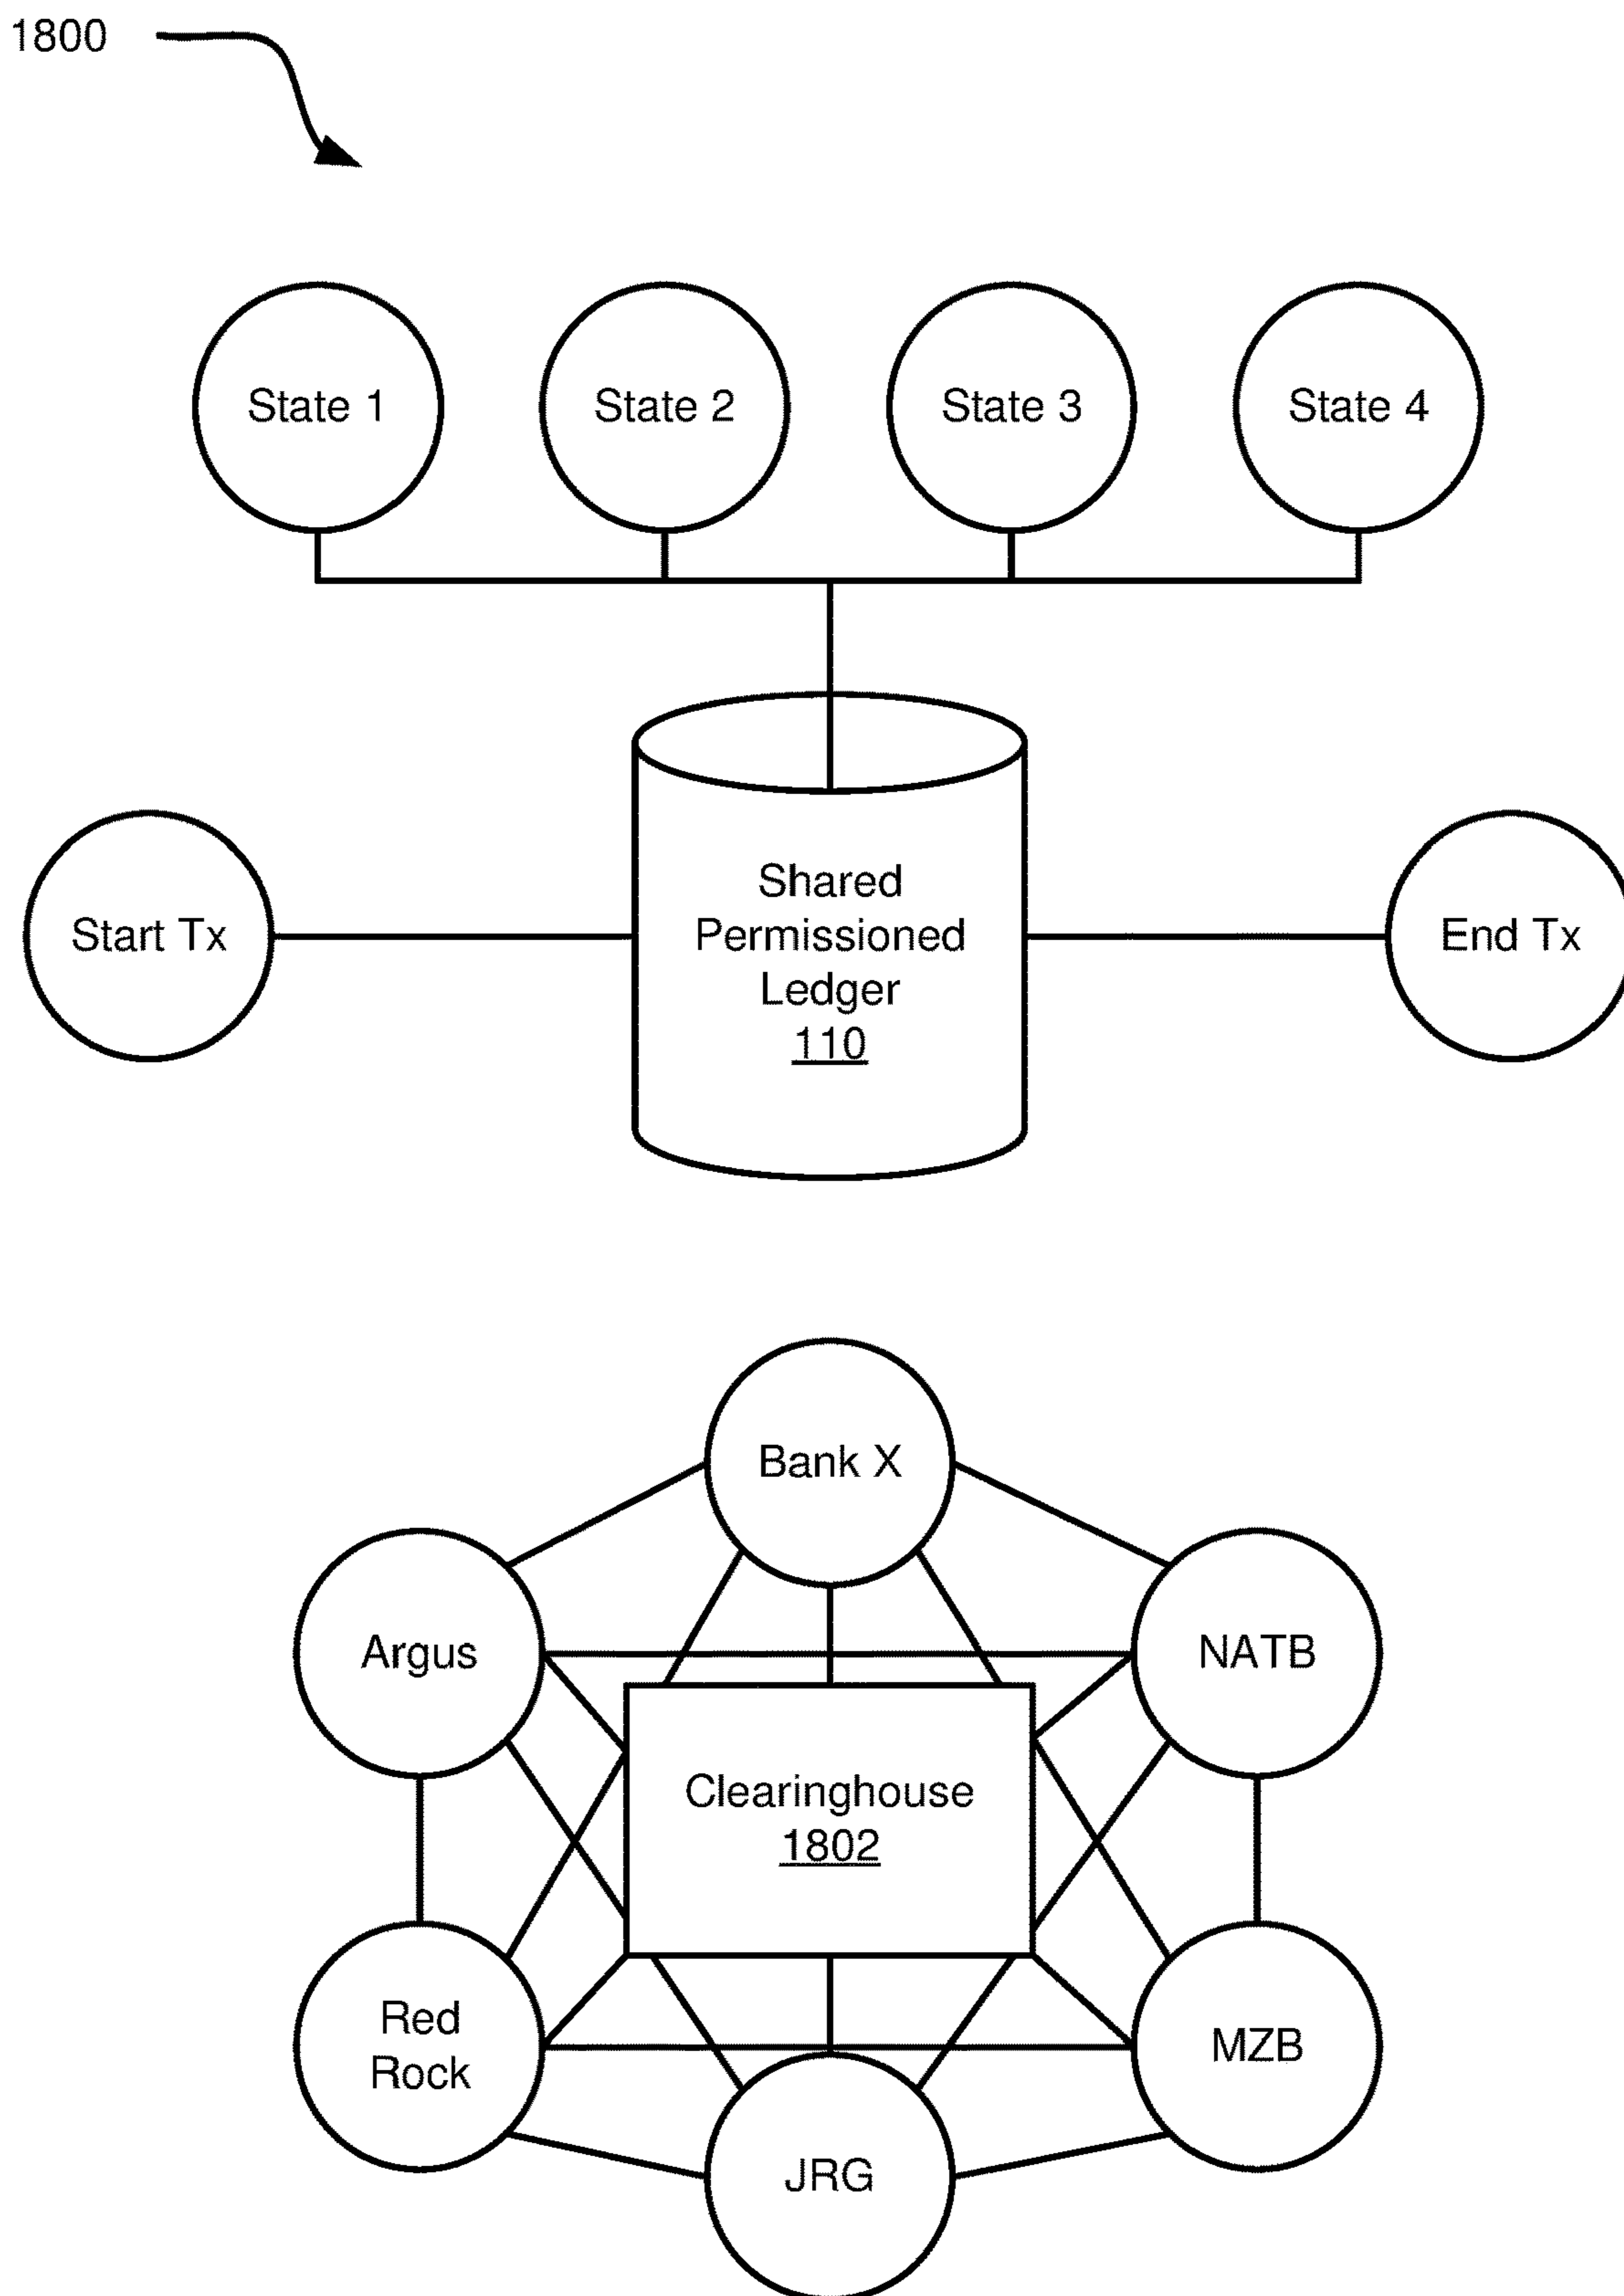 1800
State 1
State 2
State 3
State 4
Start Tx
Shared
Permissioned
Ledger
110
End Tx
Bank X
Argus
NATB
Clearinghouse
1802
Red
Rock
MZB
JRG